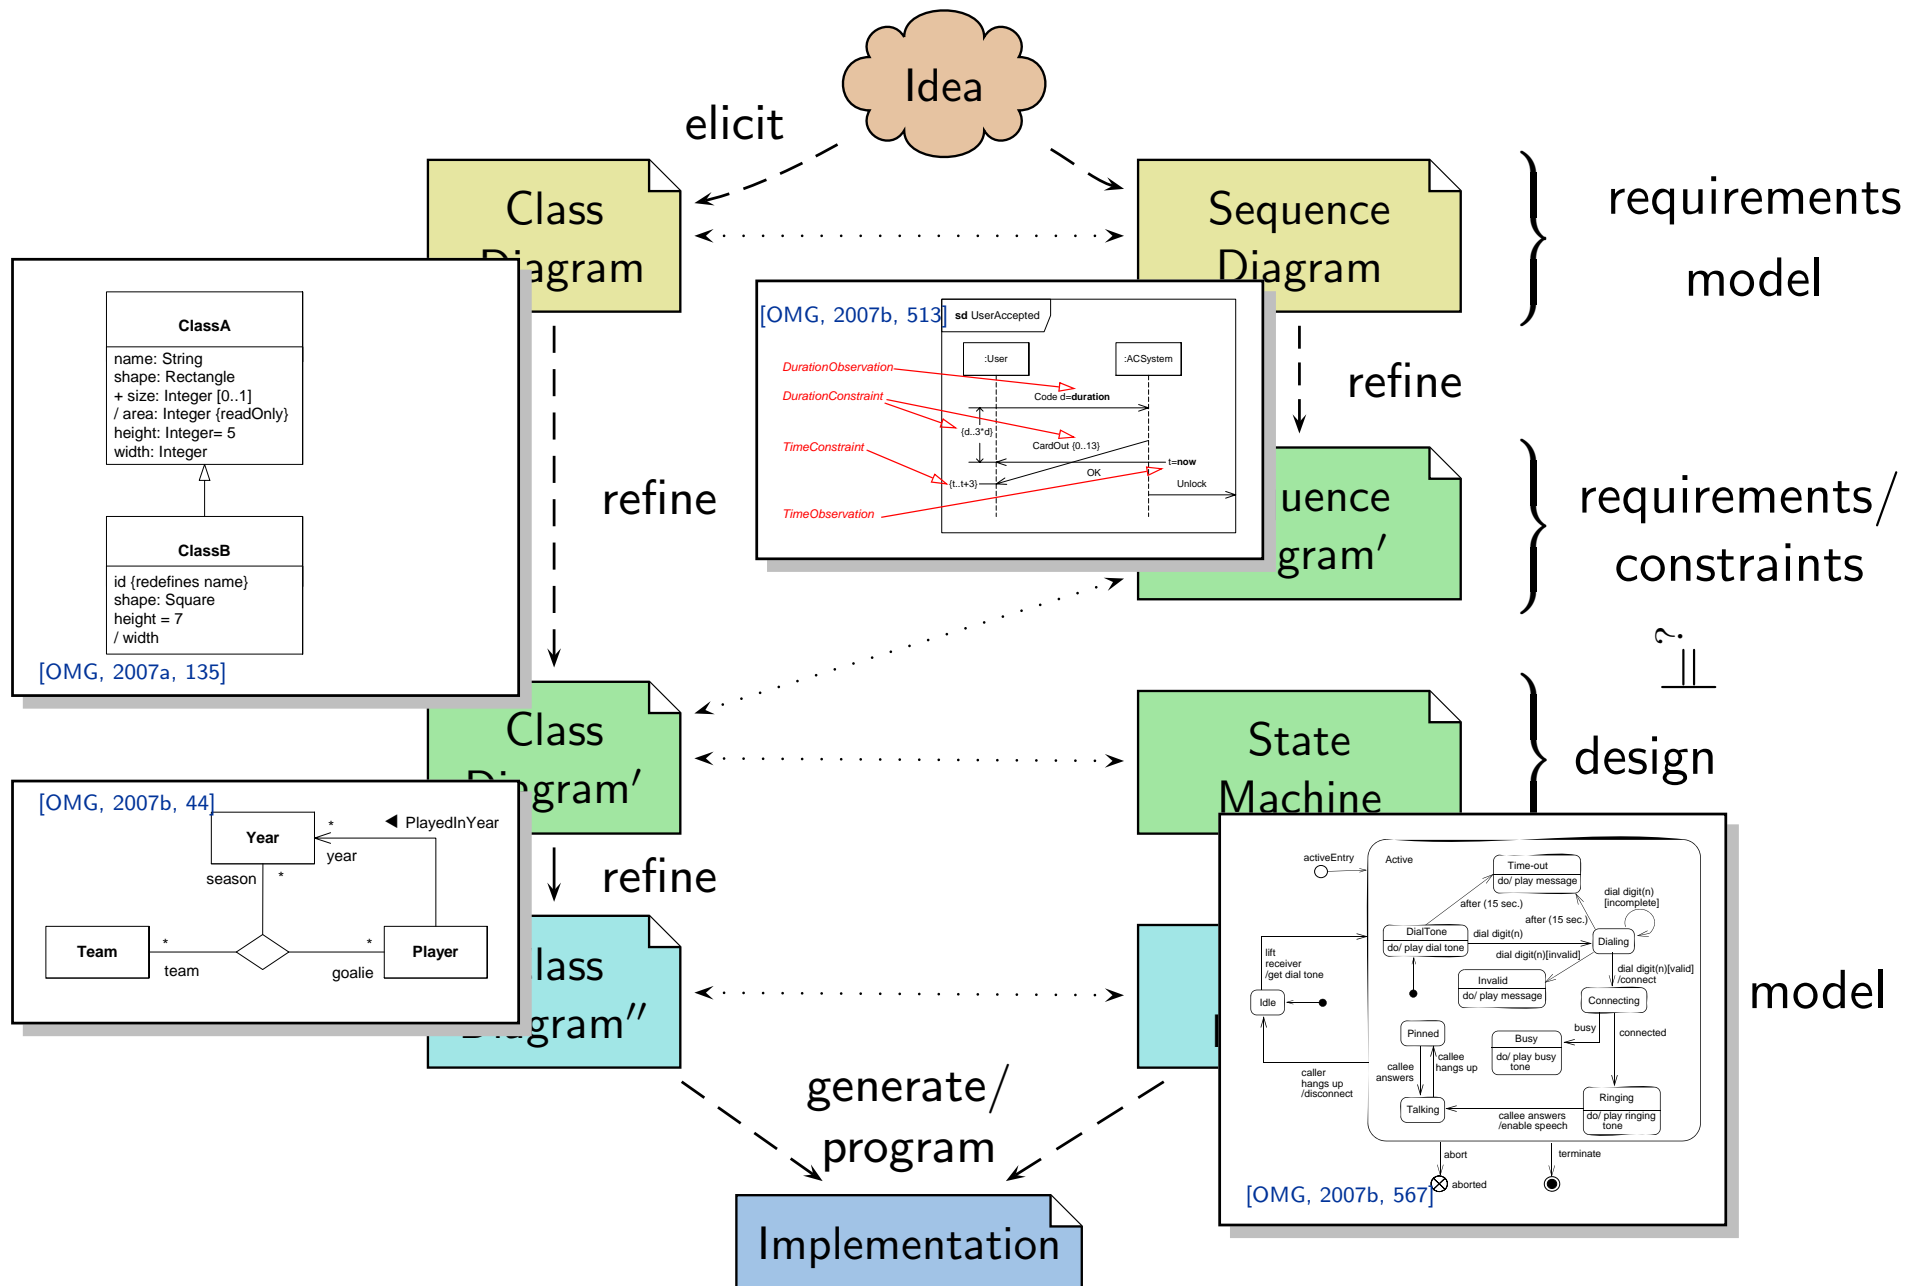 Idea
elicit
Class
Diagram
Sequence
Diagram
requirements
model
ClassA
name: String
shape: Rectangle
+ size: Integer [0..1]
/ area: Integer {readOnly}
height: Integer= 5
width: Integer
ClassB
id {redefines name}
shape: Square
height = 7
/ width
[OMG, 2007a, 135]
refine
[OMG, 2007b, 513]
sd UserAccepted
:User
:ACSystem
DurationObservation
Code d=duration
DurationConstraint
{d..3*d}
CardOut {0..13}
TimeConstraint
t=now
OK
{t..t+3}
Unlock
TimeObservation
refine
uence
gram′
requirements/
constraints
?
Class
Diagram′
State
Machine
design
model
[OMG, 2007b, 44]
Year
*
PlayedInYear
year
season
*
Team
*
team
*
goalie
Player
refine
Class
Diagram′′
activeEntry
Active
Time-out
do/ play message
dial digit(n)
[incomplete]
after (15 sec.)
after (15 sec.)
DialTone
do/ play dial tone
dial digit(n)
Dialing
dial digit(n)[invalid]
lift
receiver
/get dial tone
Invalid
do/ play message
dial digit(n)[valid]
/connect
Idle
Connecting
busy
connected
Pinned
Busy
do/ play busy
tone
callee
answers
callee
hangs up
caller
hangs up
/disconnect
Talking
callee answers
/enable speech
Ringing
do/ play ringing
tone
abort
terminate
aborted
[OMG, 2007b, 567]
generate/
program
Implementation